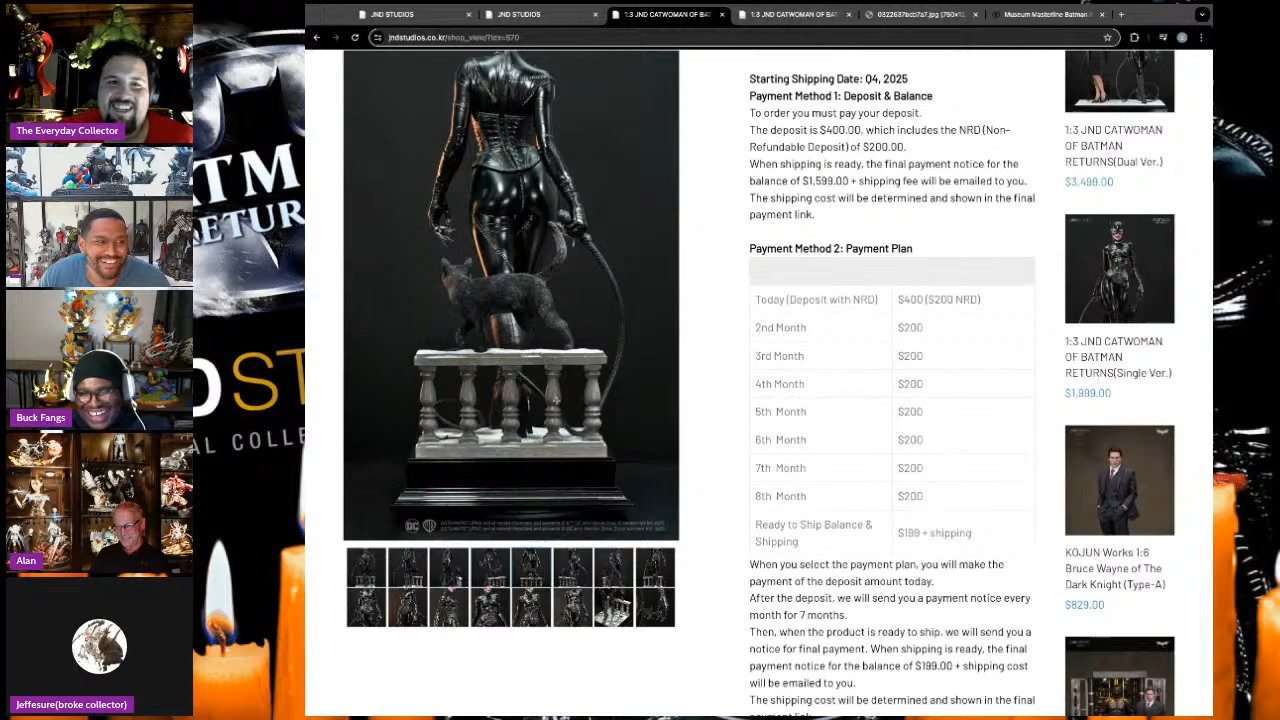 JND STUDIOS
JND STUDIOS
1:3 JND CATWOMAN OF BAT
1:3 JND CATWOMAN OF BAT
0322637bcb7a7.jpg (750×1
Museum Masterline Batman
jndstudios.co.kr/shop_view/?idx=570
The Everyday Collector
Buck Fangs
Alan
Jeffesure(broke collector)
Starting Shipping Date: Q4, 2025
Payment Method 1: Deposit & Balance
To order you must pay your deposit.
The deposit is $400.00, which includes the NRD (Non-
Refundable Deposit) of $200.00.
When shipping is ready, the final payment notice for the
balance of $1,599.00 + shipping fee will be emailed to you.
The shipping cost will be determined and shown in the final
payment link.
Payment Method 2: Payment Plan
Today (Deposit with NRD) $400 ($200 NRD)
2nd Month $200
3rd Month $200
4th Month $200
5th Month $200
6th Month $200
7th Month $200
8th Month $200
Ready to Ship Balance &
Shipping $199 + shipping
When you select the payment plan, you will make the
payment of the deposit amount today.
After the deposit, we will send you a payment notice every
month for 7 months.
Then, when the product is ready to ship, we will send you a
notice for final payment. When shipping is ready, the final
payment notice for the balance of $199.00 + shipping cost
will be emailed to you.
The shipping cost will be determined and shown in the final
payment link.
1:3 JND CATWOMAN
OF BATMAN
RETURNS(Dual Ver.)
$3,499.00
1:3 JND CATWOMAN
OF BATMAN
RETURNS(Single Ver.)
$1,999.00
KOJUN Works 1:6
Bruce Wayne of The
Dark Knight (Type-A)
$829.00